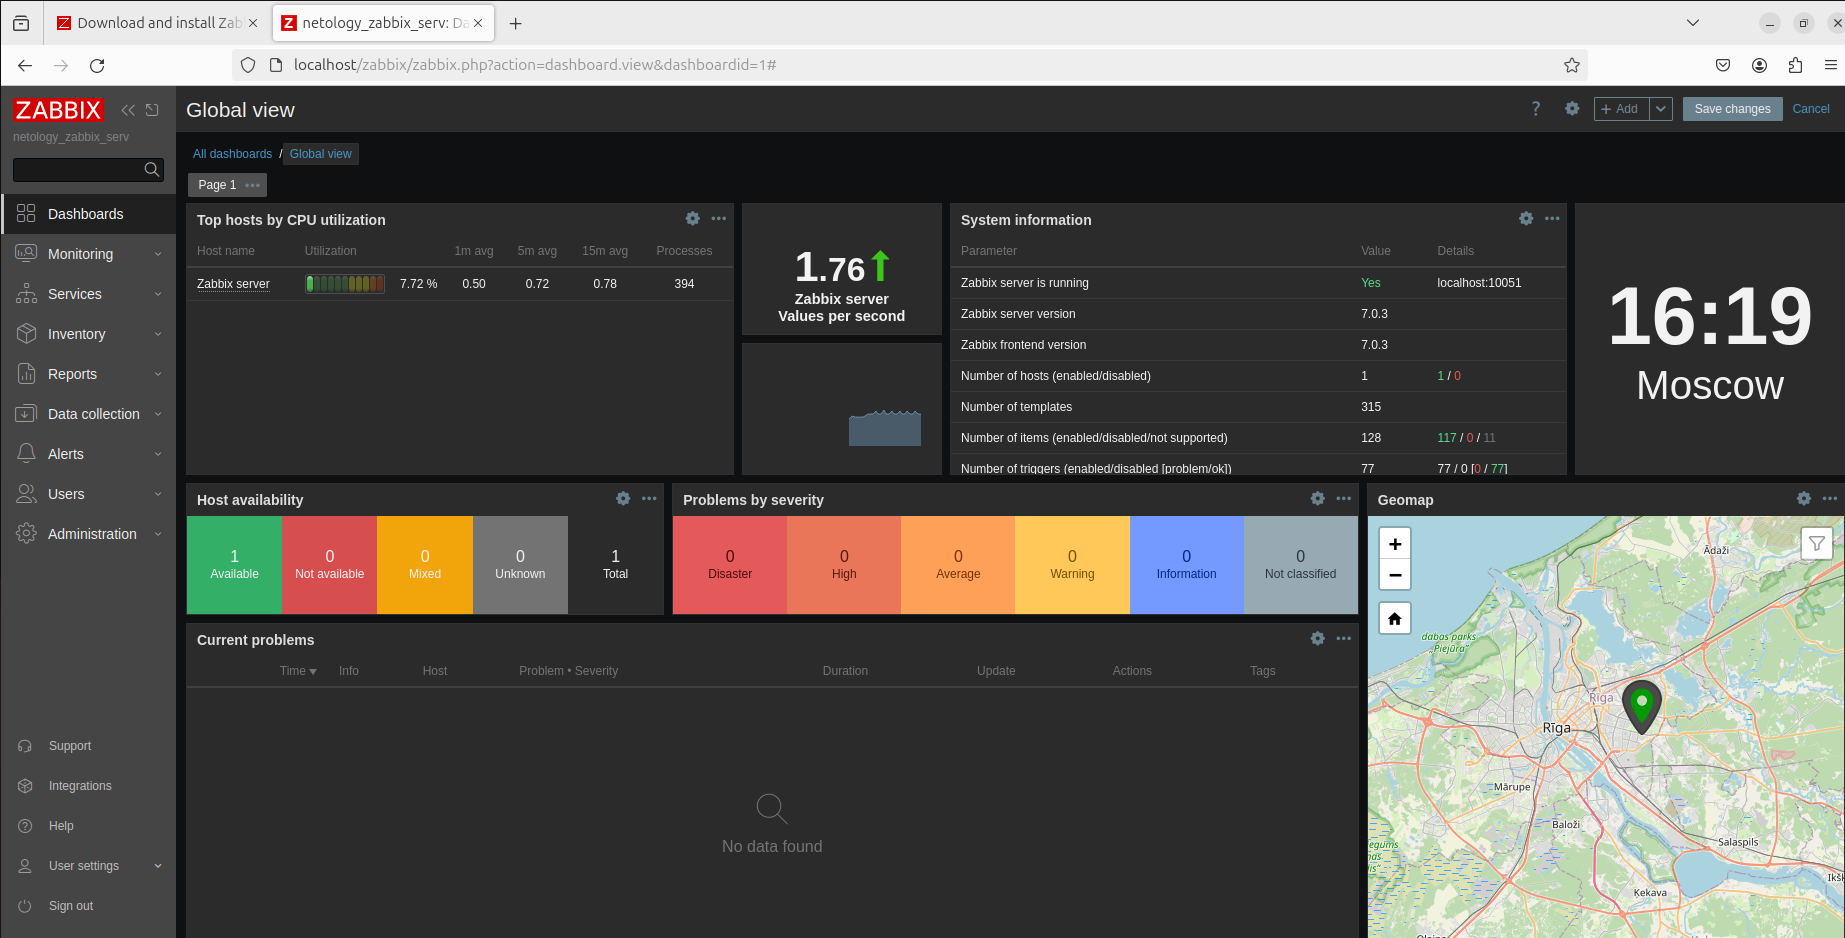 Download and install Zab
netology_zabbix_serv: Da
localhost/zabbix/zabbix.php?action=dashboard.view&dashboardid=1#
ZABBIX
netology_zabbix_serv
Dashboards
Monitoring
Services
Inventory
Reports
Data collection
Alerts
Users
Administration
Support
Integrations
Help
User settings
Sign out
Global view
? + Add Save changes Cancel
All dashboards / Global view
Page 1
Top hosts by CPU utilization
Host name Utilization 1m avg 5m avg 15m avg Processes
Zabbix server 7.72 % 0.50 0.72 0.78 394
1.76
Zabbix server
Values per second
System information
Parameter Value Details
Zabbix server is running Yes localhost:10051
Zabbix server version 7.0.3
Zabbix frontend version 7.0.3
Number of hosts (enabled/disabled) 1 1 / 0
Number of templates 315
Number of items (enabled/disabled/not supported) 128 117 / 0 / 11
Number of triggers (enabled/disabled [problem/ok]) 77 77 / 0 [0 / 77]
16:19
Moscow
Host availability
1 0 0 0 1
Available Not available Mixed Unknown Total
Problems by severity
0 0 0 0 0 0
Disaster High Average Warning Information Not classified
Current problems
Time Info Host Problem • Severity Duration Update Actions Tags
No data found
Geomap
+
−
Ādaži
dabas parks
„Piejūra"
Rīga
Rīga
Mārupe
Baloži
Salaspils
Ikšķ
Ķekava